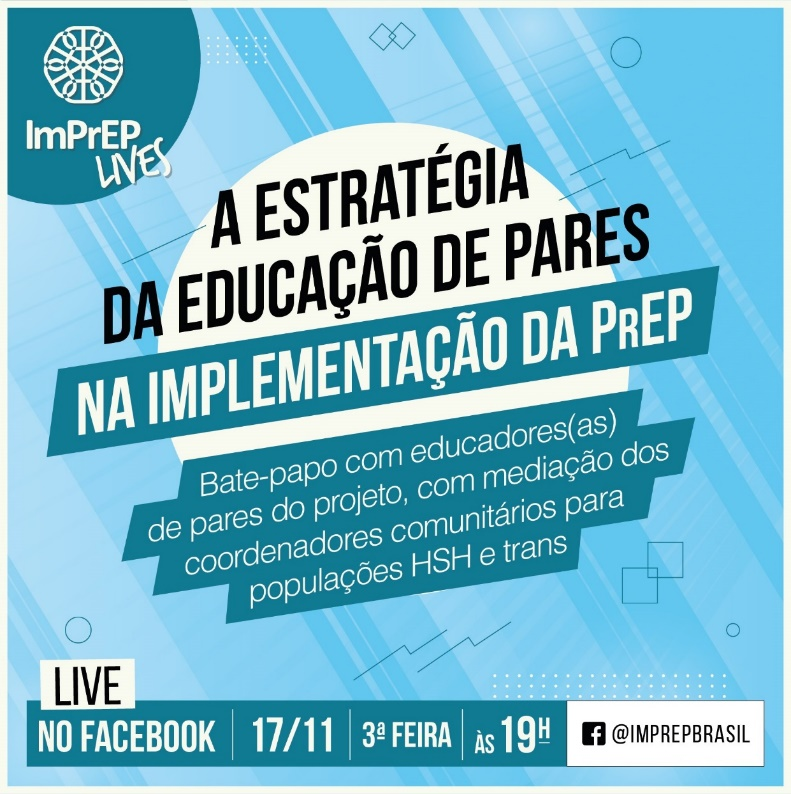 ImPrEP
LIVES
A ESTRATÉGIA
DA EDUCAÇÃO DE PARES
NA IMPLEMENTAÇÃO DA PrEP
Bate-papo com educadores(as)
de pares do projeto, com mediação dos
coordenadores comunitários para
populações HSH e trans
LIVE
NO FACEBOOK 17/11 3ª FEIRA ÀS 19H @IMPREPBRASIL